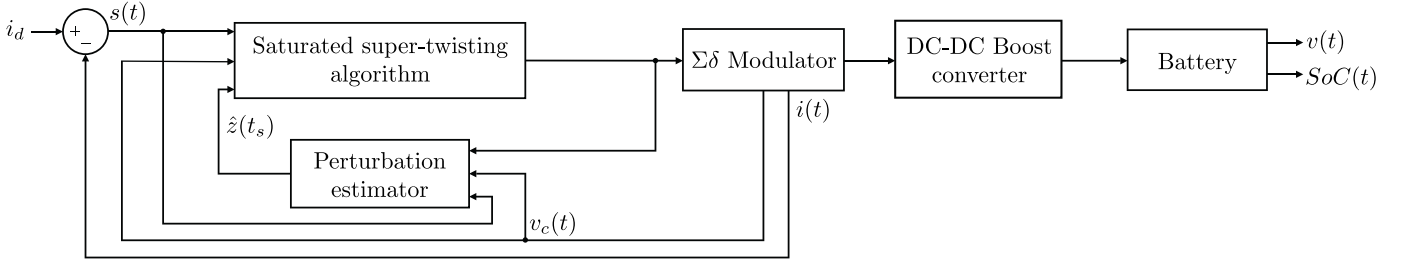 i_d
+
−
s(t)
Saturated super-twisting
algorithm
Σδ Modulator
DC-DC Boost
converter
Battery
v(t)
SoC(t)
i(t)
ẑ(t_s)
Perturbation
estimator
v_c(t)